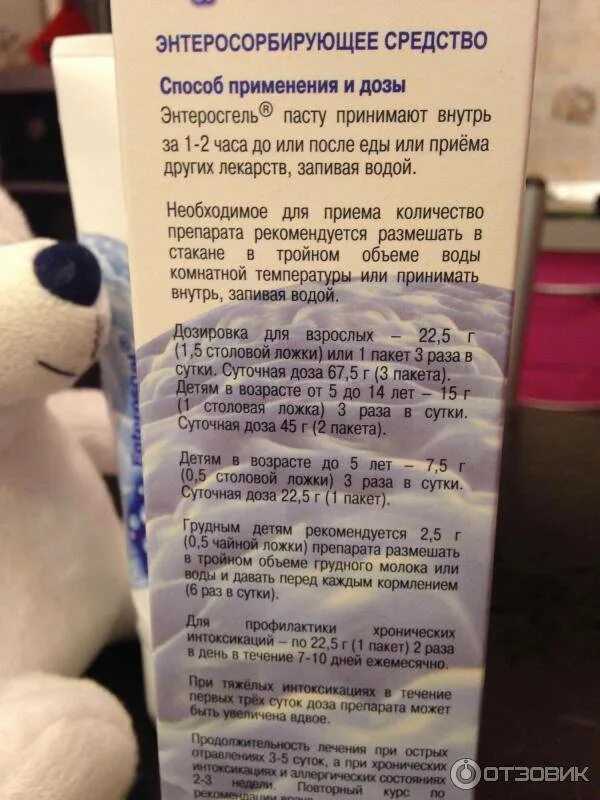 ЭНТЕРОСОРБИРУЮЩЕЕ СРЕДСТВО
Способ применения и дозы
Энтеросгель® пасту принимают внутрь
за 1-2 часа до или после еды или приёма
других лекарств, запивая водой.
Необходимое для приема количество
препарата рекомендуется размешать в
стакане в тройном объеме воды
комнатной температуры или принимать
внутрь, запивая водой.
Дозировка для взрослых – 22,5 г
(1,5 столовой ложки) или 1 пакет 3 раза в
сутки. Суточная доза 67,5 г (3 пакета).
Детям в возрасте от 5 до 14 лет – 15 г
(1 столовая ложка) 3 раза в сутки.
Суточная доза 45 г (2 пакета).
Детям в возрасте до 5 лет – 7,5 г
(0,5 столовой ложки) 3 раза в сутки.
Суточная доза 22,5 г (1 пакет).
Грудным детям рекомендуется 2,5 г
(0,5 чайной ложки) препарата размешать
в тройном объеме грудного молока или
воды и давать перед каждым кормлением
(6 раз в сутки).
Для профилактики хронических
интоксикаций – по 22,5 г (1 пакет) 2 раза
в день в течение 7-10 дней ежемесячно.
При тяжёлых интоксикациях в течение
первых трёх суток доза препарата может
быть увеличена вдвое.
Продолжительность лечения при острых
отравлениях 3-5 суток, а при хронических
интоксикациях и аллергических состояниях
2-3 недели. Повторный курс по
рекомендации врача
Enterosgel
ОТЗОВИК